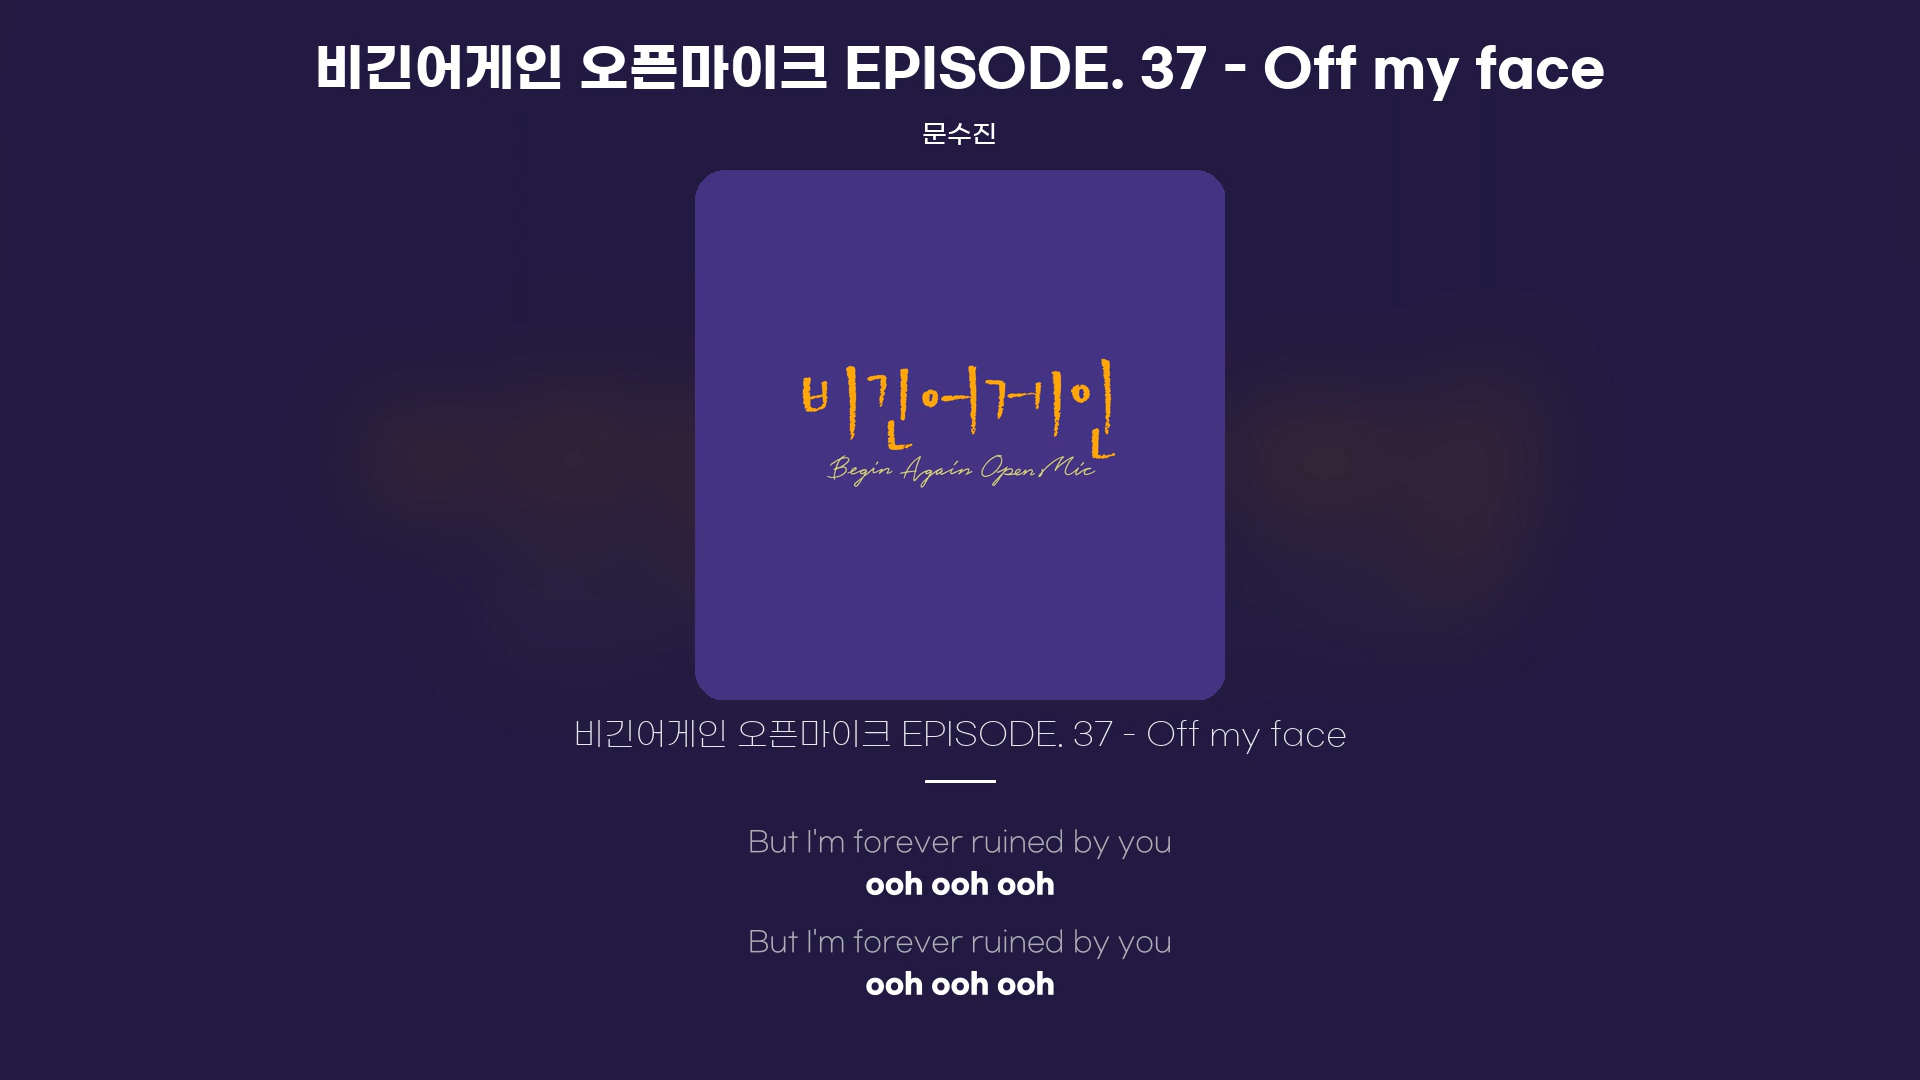 비긴어게인 오픈마이크 EPISODE. 37 - Off my face
문수진
비긴어게인
Begin Again Open Mic
비긴어게인 오픈마이크 EPISODE. 37 - Off my face
But I'm forever ruined by you
ooh ooh ooh
But I'm forever ruined by you
ooh ooh ooh